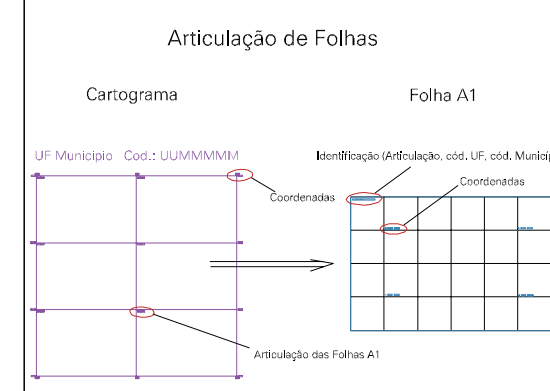 Articulação de Folhas
Cartograma
Folha A1
UF Municipio Cod.: UUMMMMM
Identificação (Articulação, cód. UF, cód. Municí
Coordenadas
Coordenadas
Articulação das Folhas A1